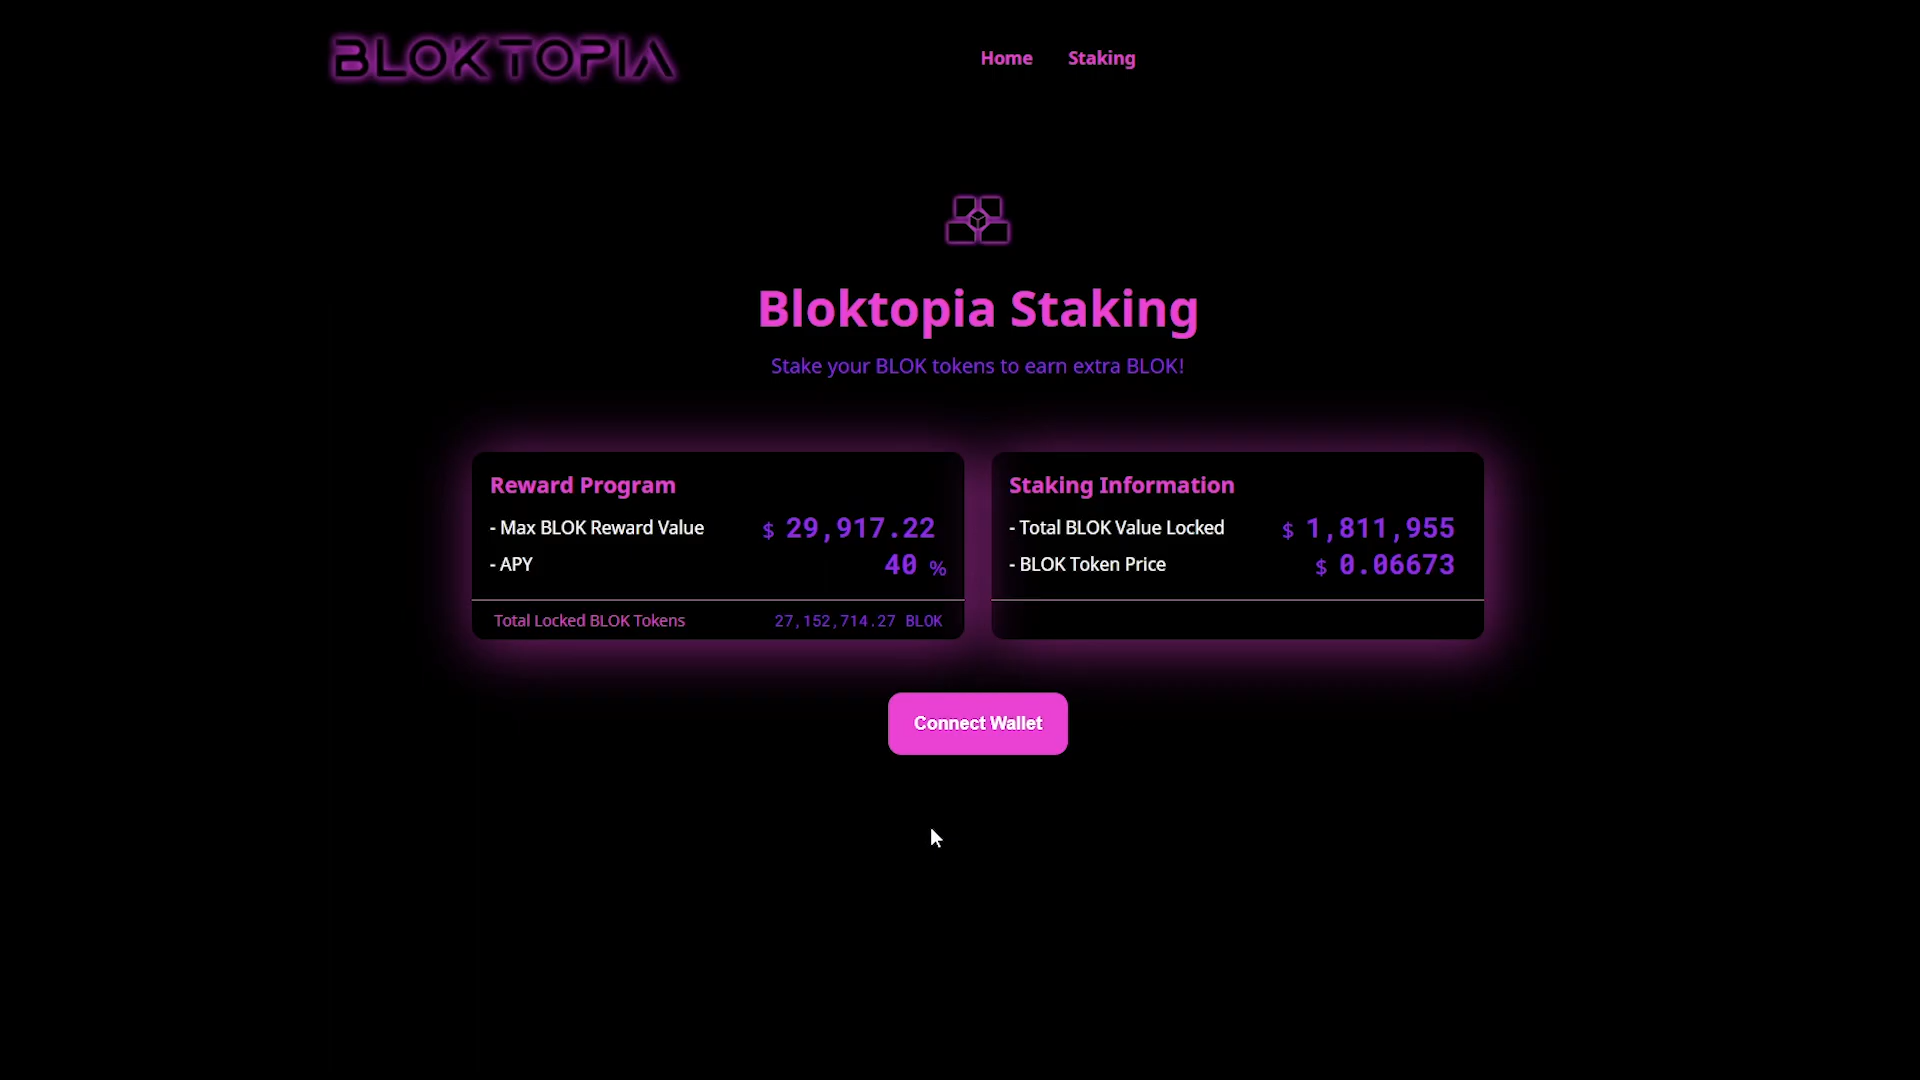 BLOKTOPIA
Home Staking
Bloktopia Staking
Stake your BLOK tokens to earn extra BLOK!
Reward Program
- Max BLOK Reward Value $ 29,917.22
- APY 40 %
Total Locked BLOK Tokens 27,152,714.27 BLOK
Staking Information
- Total BLOK Value Locked $ 1,811,955
- BLOK Token Price $ 0.06673
Connect Wallet